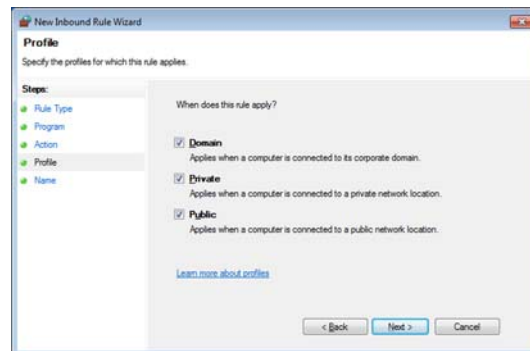 New Inbound Rule Wizard
Profile
Specify the profiles for which this rule applies.
Steps:
Rule Type
Program
Action
Profile
Name
When does this rule apply?
Domain
Applies when a computer is connected to its corporate domain.
Private
Applies when a computer is connected to a private network location.
Public
Applies when a computer is connected to a public network location.
Learn more about profiles
< Back
Next >
Cancel